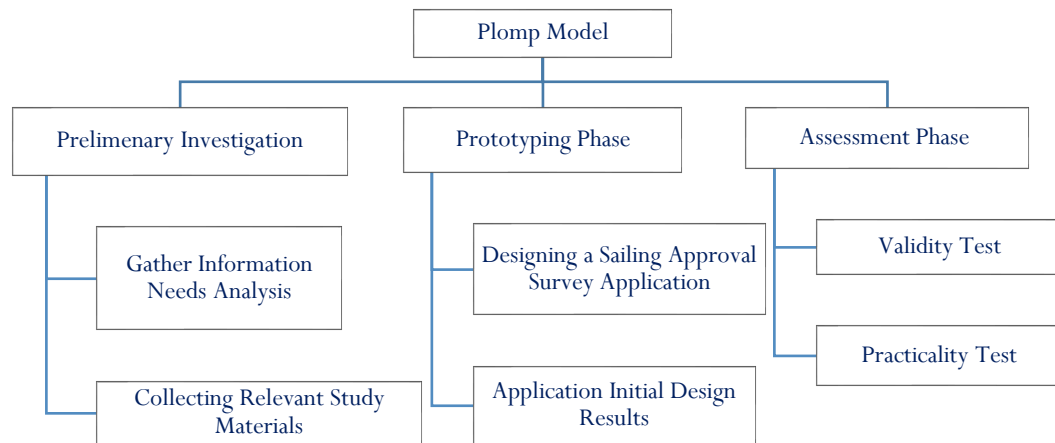 Plomp Model
Prelimenary Investigation
Gather Information
Needs Analysis
Collecting Relevant Study
Materials
Prototyping Phase
Designing a Sailing Approval
Survey Application
Application Initial Design
Results
Assessment Phase
Validity Test
Practicality Test